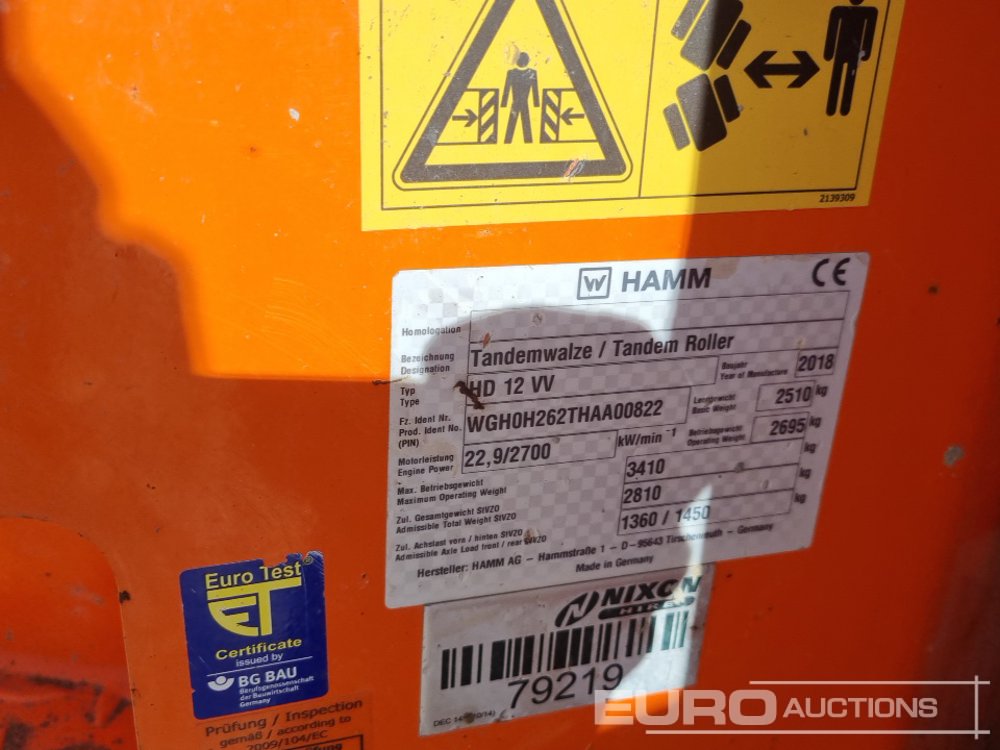 2139309
W HAMM CE
Homologation
Bezeichnung
Designation
Tandemwalze / Tandem Roller
Typ
Type
HD 12 VV
Baujahr
Year of Manufacture
2018
Fz. Ident Nr.
Prod. Ident No.
(PIN)
WGH0H262THAA00822
Leergewicht
Basic Weight
2510 kg
Motorleistung
Engine Power
22,9/2700
kW/min -1
Betriebsgewicht
Operating Weight
2695 kg
Max. Betriebsgewicht
Maximum Operating Weight
3410 kg
Zul. Gesamtgewicht StVZO
Admissible Total Weight StVZO
2810 kg
Zul. Achslast vorn / hinten StVZO
Admissible Axle Load front / rear StVZO
1360 / 1450
Hersteller: HAMM AG – Hammstraße 1 – D – 95643 Tirschenreuth – Germany
Made in Germany
Euro Test
ET
Certificate
issued by
BG BAU
Berufsgenossenschaft
der Bauwirtschaft
Germany
Prüfung / Inspection
gemäß / according to
2009/104/EC
NIXON
HIRE
79219
EURO AUCTIONS